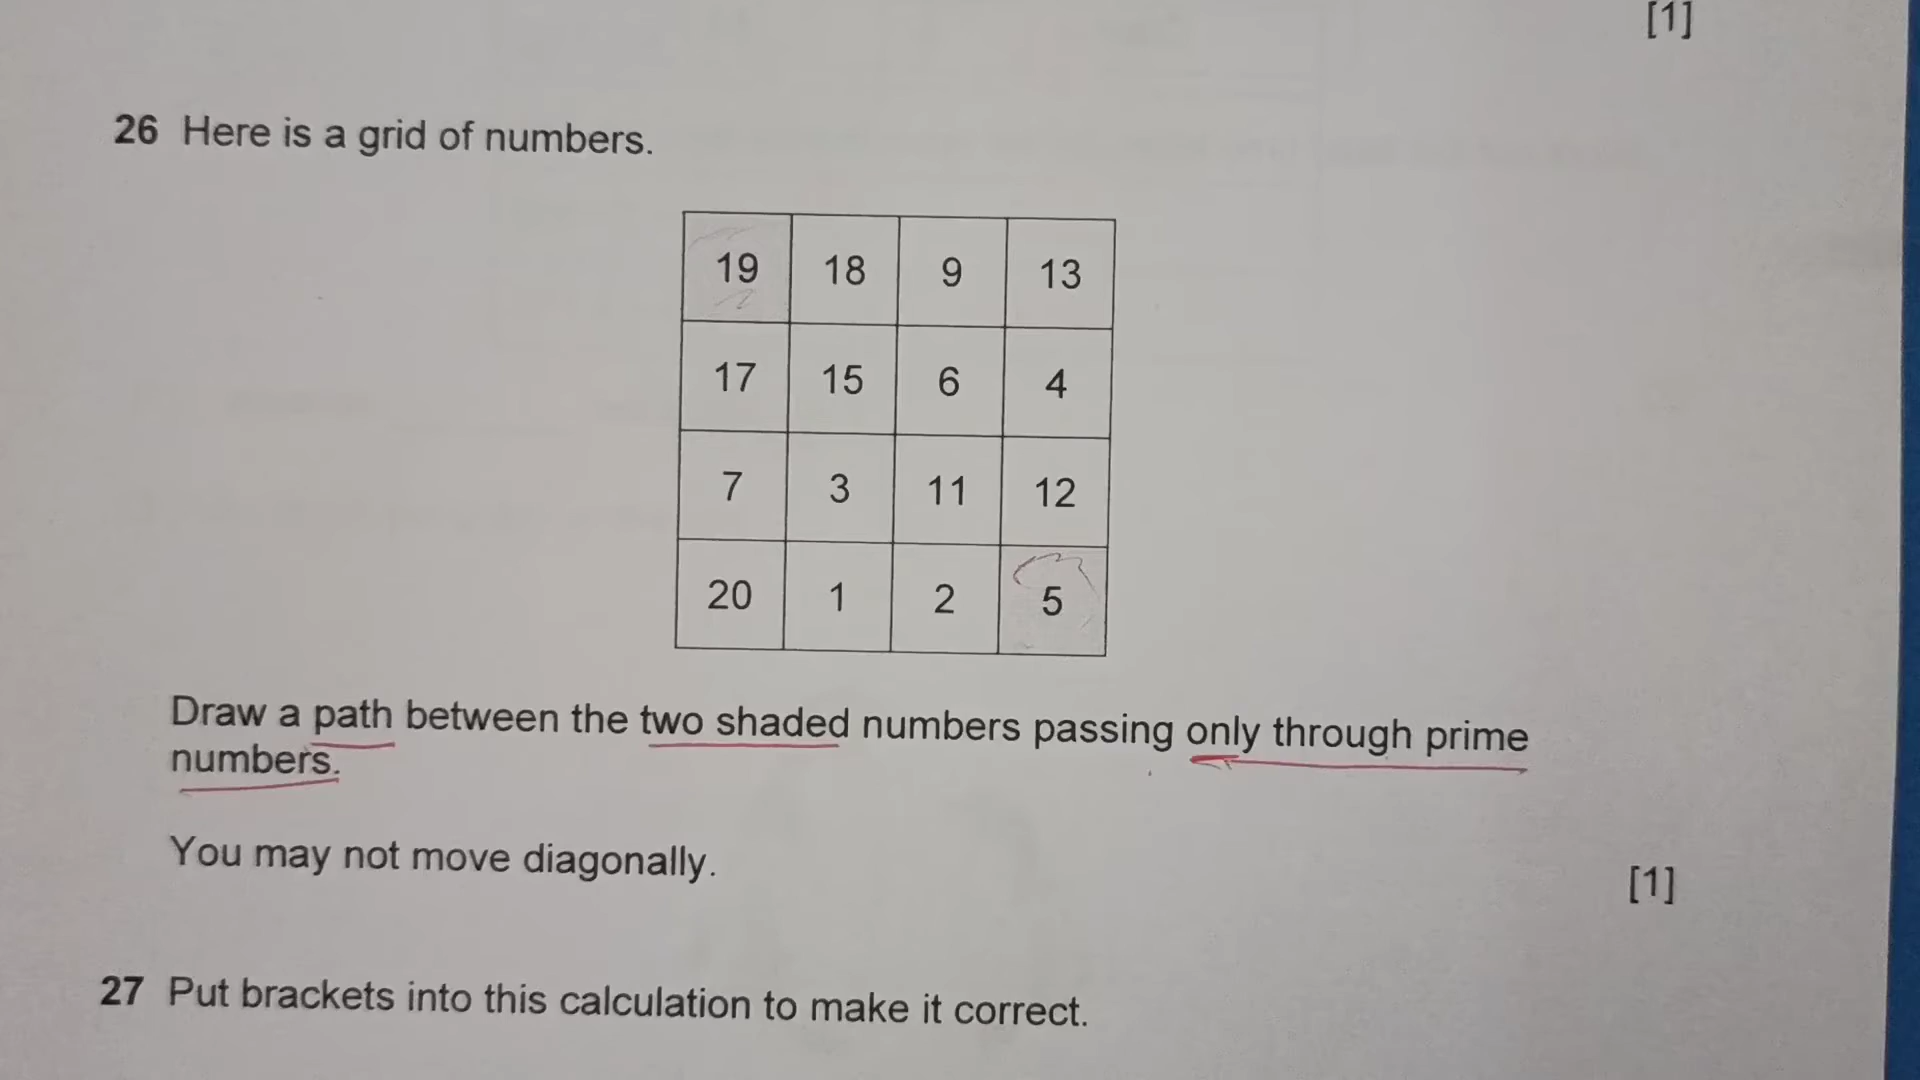 [1]
26 Here is a grid of numbers.
19 18 9 13
17 15 6 4
7 3 11 12
20 1 2 5
Draw a path between the two shaded numbers passing only through prime
numbers.
You may not move diagonally.
[1]
27 Put brackets into this calculation to make it correct.